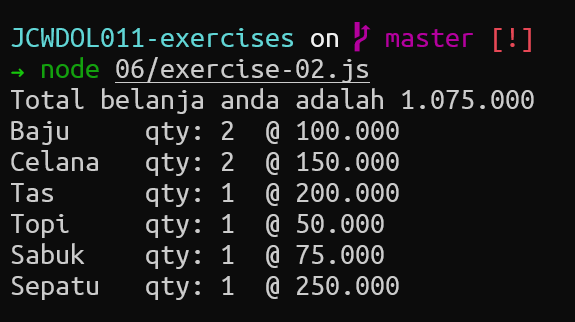 JCWDOL011-exercises on  master [!]
→ node 06/exercise-02.js
Total belanja anda adalah 1.075.000
Baju     qty: 2  @ 100.000
Celana   qty: 2  @ 150.000
Tas      qty: 1  @ 200.000
Topi     qty: 1  @ 50.000
Sabuk    qty: 1  @ 75.000
Sepatu   qty: 1  @ 250.000